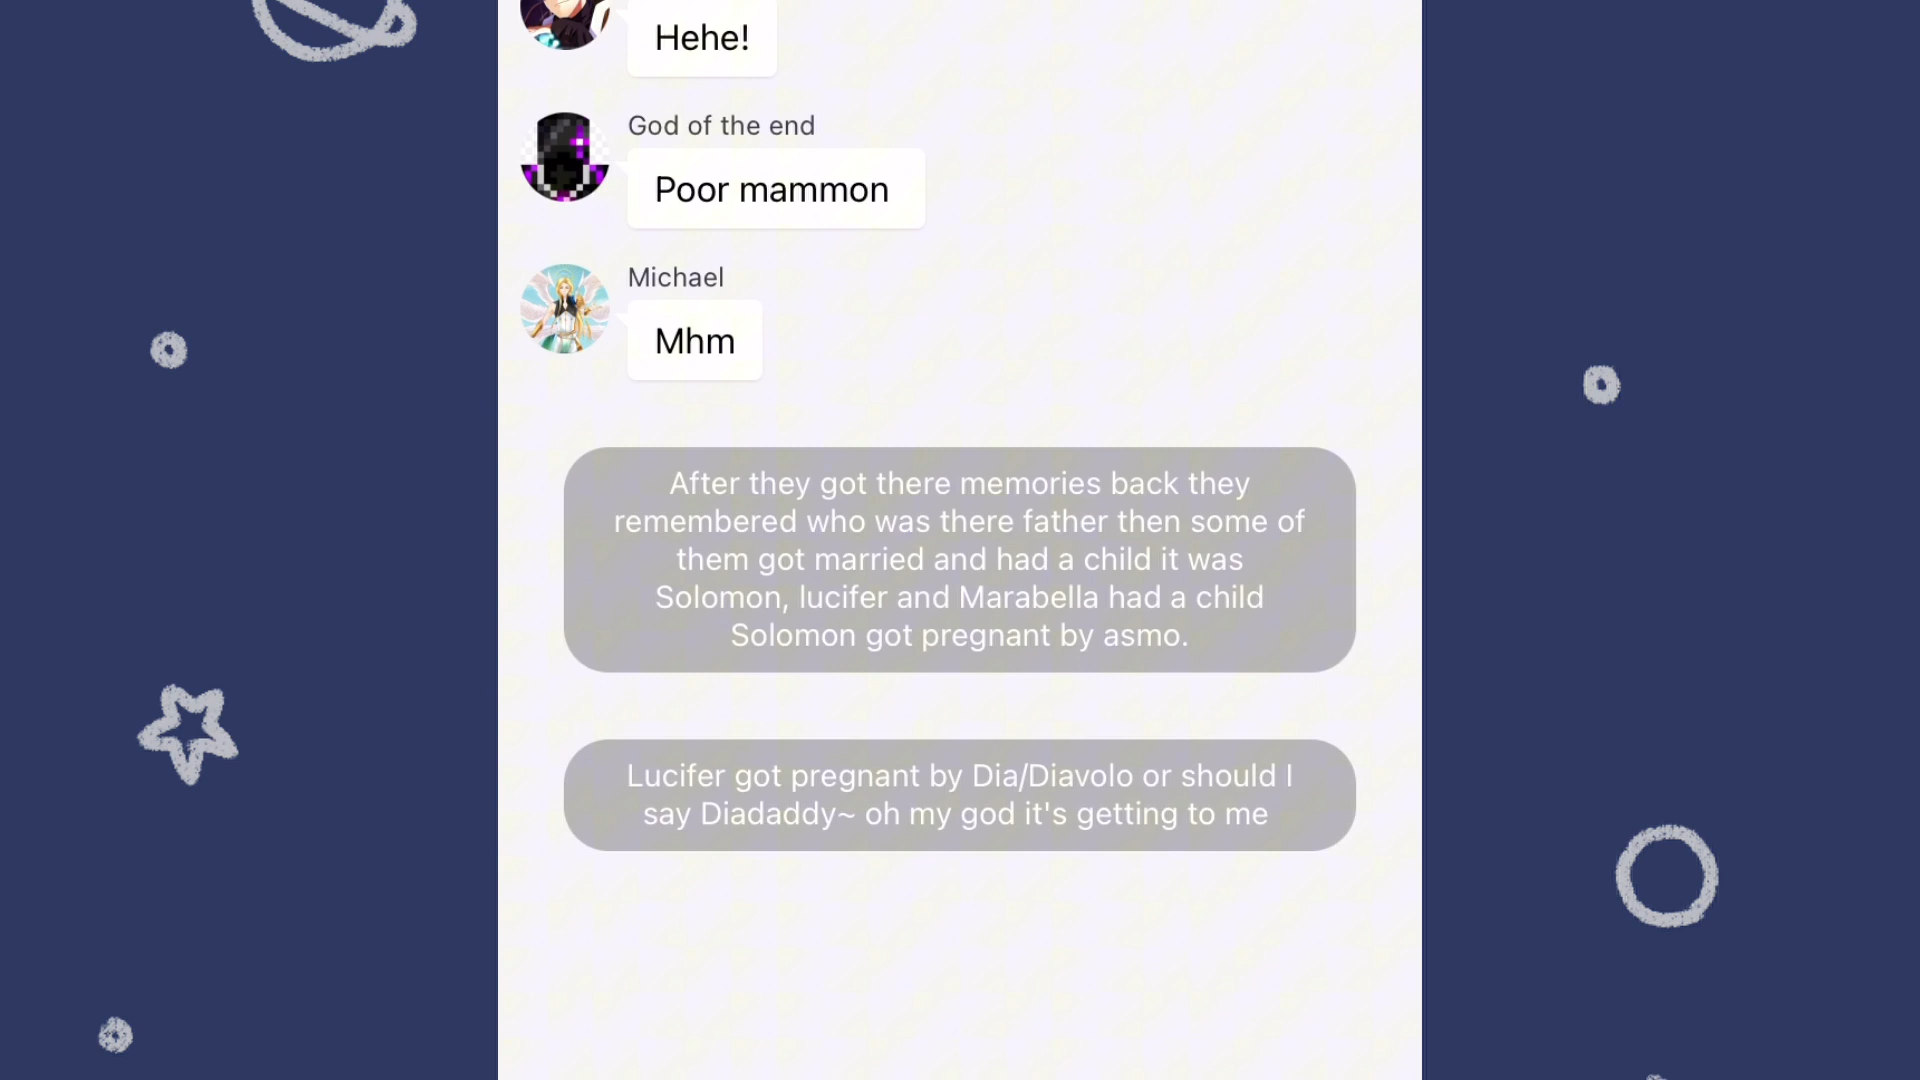 Hehe!
God of the end
Poor mammon
Michael
Mhm
After they got there memories back they
remembered who was there father then some of
them got married and had a child it was
Solomon, lucifer and Marabella had a child
Solomon got pregnant by asmo.
Lucifer got pregnant by Dia/Diavolo or should I
say Diadaddy~ oh my god it's getting to me